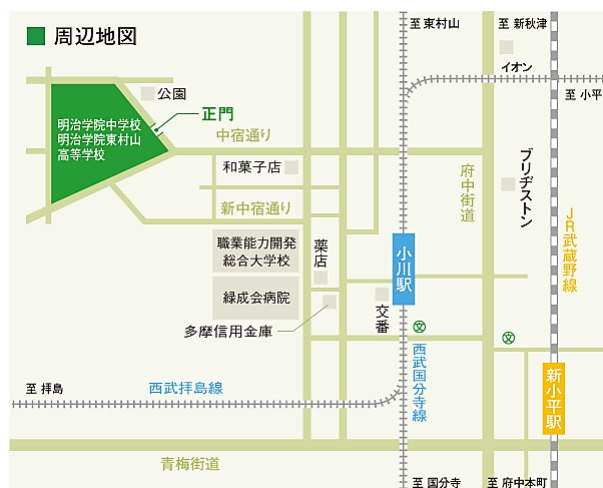 周辺地図
至 東村山
至 新秋津
イオン
至 小平
公園
正門
明治学院中学校
明治学院東村山
高等学校
中宿通り
和菓子店
府中街道
ブリヂストン
新中宿通り
JR武蔵野線
職業能力開発
総合大学校
薬店
小川駅
緑成会病院
交番
多摩信用金庫
文
文
西武国分寺線
新小平駅
至 拝島
西武拝島線
青梅街道
至 国分寺
至 府中本町